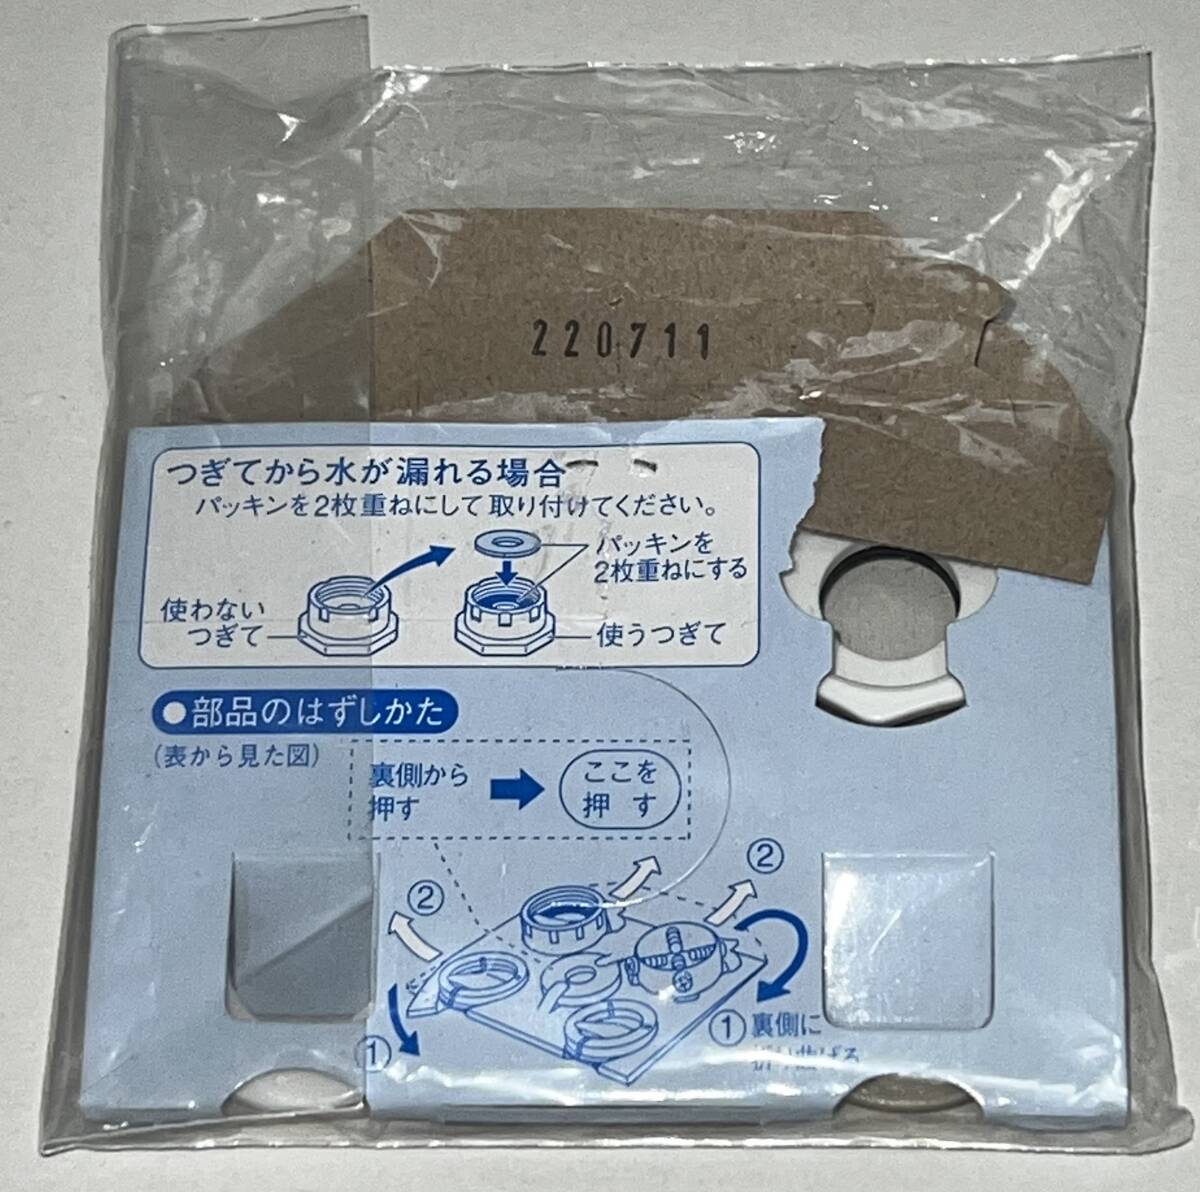 220711
つぎてから水が漏れる場合
パッキンを2枚重ねにして取り付けてください。
パッキンを
2枚重ねにする
使わない
つぎて
使うつぎて
●部品のはずしかた
(表から見た図)
裏側から
押す
ここを
押す
②
②
①
① 裏側に